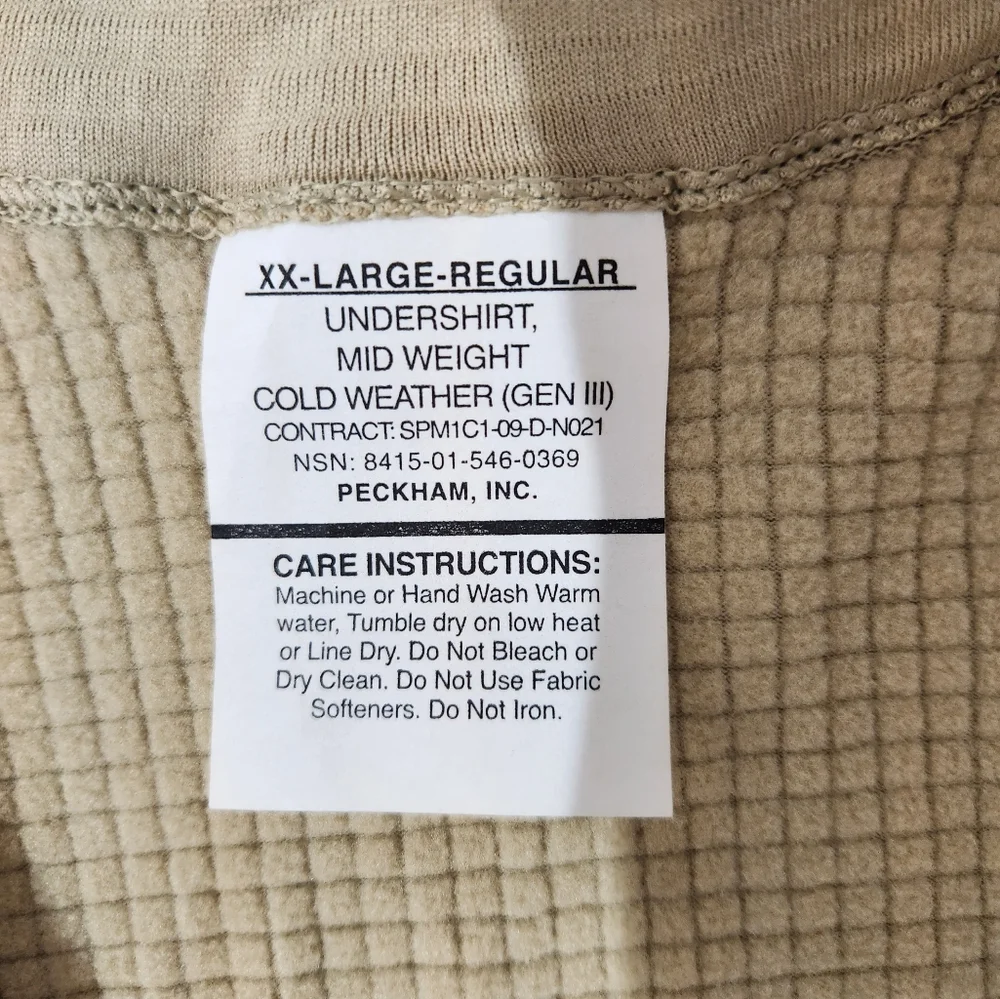 XX-LARGE-REGULAR
UNDERSHIRT,
MID WEIGHT
COLD WEATHER (GEN III)
CONTRACT: SPM1C1-09-D-N021
NSN: 8415-01-546-0369
PECKHAM, INC.
CARE INSTRUCTIONS:
Machine or Hand Wash Warm
water, Tumble dry on low heat
or Line Dry. Do Not Bleach or
Dry Clean. Do Not Use Fabric
Softeners. Do Not Iron.